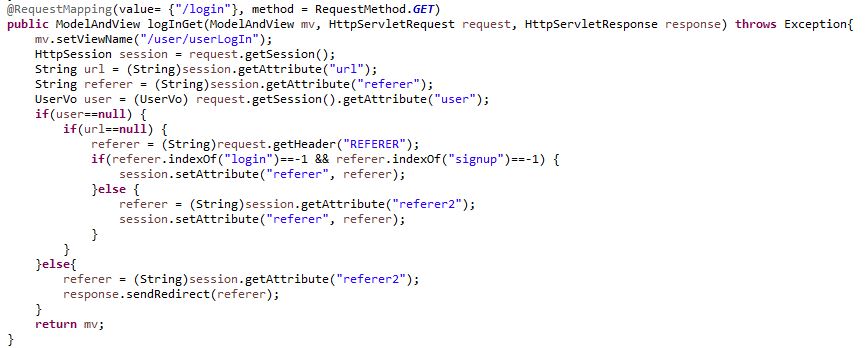 @RequestMapping(value= {"/login"}, method = RequestMethod.GET)
public ModelAndView logInGet(ModelAndView mv, HttpServletRequest request, HttpServletResponse response) throws Exception{
    mv.setViewName("/user/userLogIn");
    HttpSession session = request.getSession();
    String url = (String)session.getAttribute("url");
    String referer = (String)session.getAttribute("referer");
    UserVo user = (UserVo) request.getSession().getAttribute("user");
    if(user==null) {
        if(url==null) {
            referer = (String)request.getHeader("REFERER");
            if(referer.indexOf("login")==-1 && referer.indexOf("signup")==-1) {
                session.setAttribute("referer", referer);
            }else {
                referer = (String)session.getAttribute("referer2");
                session.setAttribute("referer", referer);
            }
        }
    }else{
        referer = (String)session.getAttribute("referer2");
        response.sendRedirect(referer);
    }
    return mv;
}